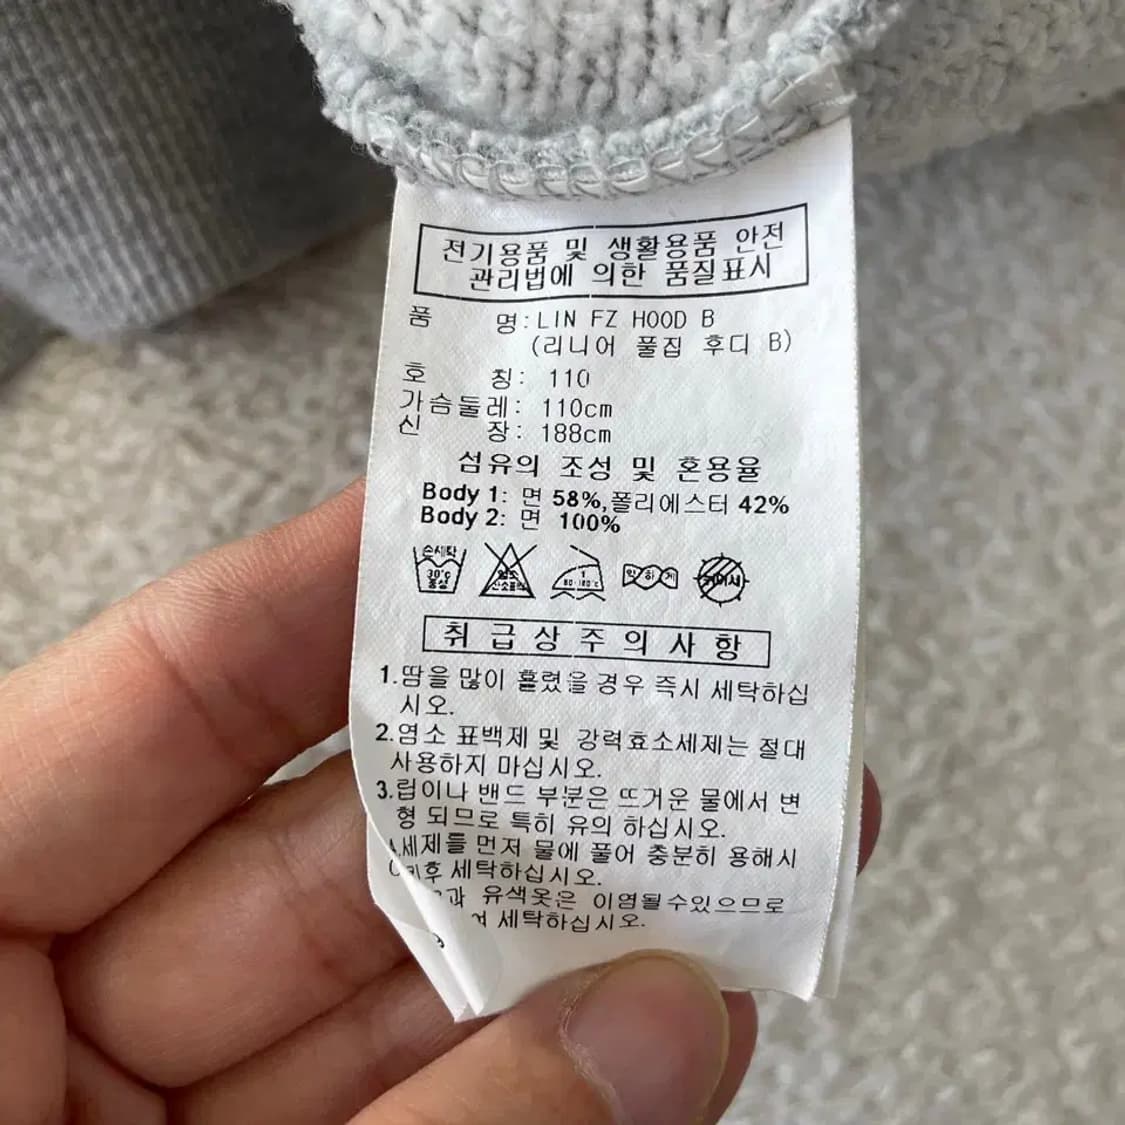 전기용품 및 생활용품 안전
관리법에 의한 품질표시
품 명: LIN FZ HOOD B
(리니어 풀집 후디 B)
호 칭: 110
가슴둘레: 110cm
신 장: 188cm
섬유의 조성 및 혼용율
Body 1: 면 58%,폴리에스터 42%
Body 2: 면 100%
손세탁
30°c
중성
염소
산소표백
1
80-120°c
약하게
드라이
취급상주의사항
1.땀을 많이 흘렸을 경우 즉시 세탁하십
시오.
2.염소 표백제 및 강력효소세제는 절대
사용하지 마십시오.
3.립이나 밴드 부분은 뜨거운 물에서 변
형 되므로 특히 유의 하십시오.
세제를 먼저 물에 풀어 충분히 용해시
후 세탁하십시오.
과 유색옷은 이염될수있으므로
여 세탁하십시오.